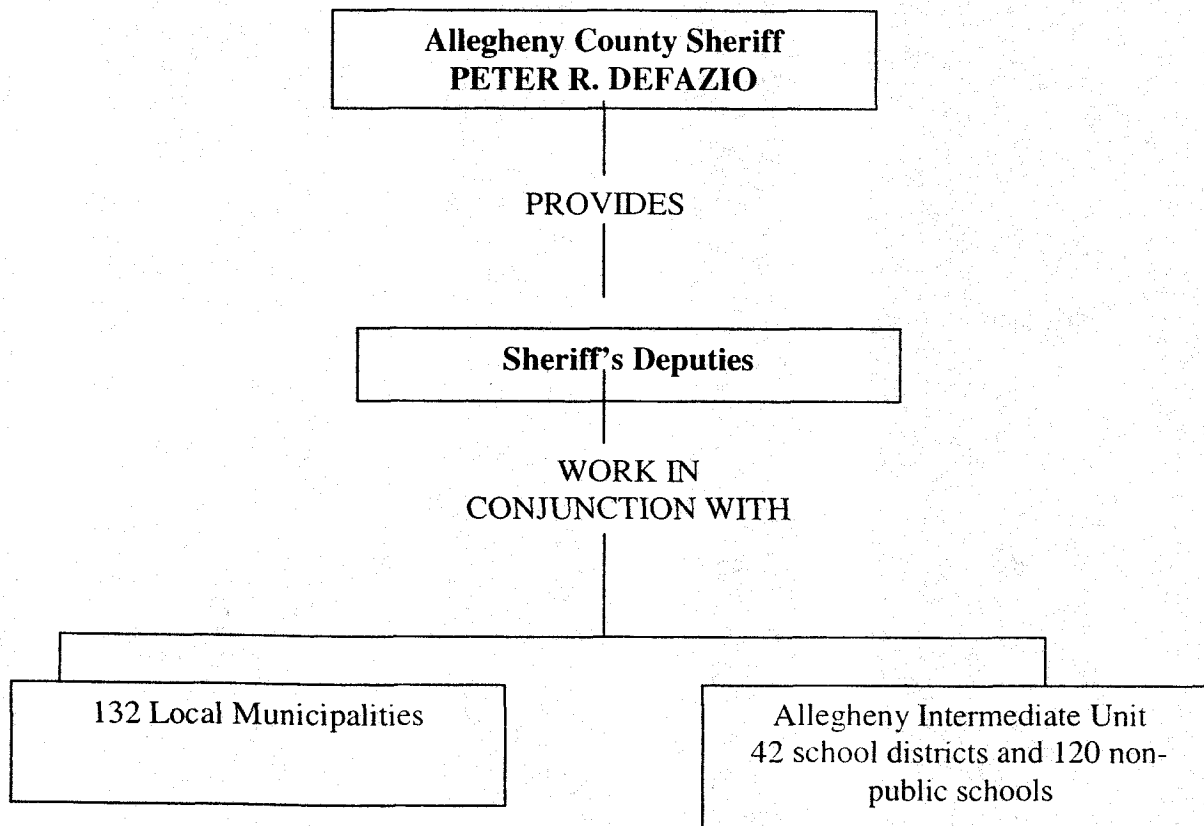 Allegheny County Sheriff
PETER R. DEFAZIO
PROVIDES
Sheriff's Deputies
WORK IN
CONJUNCTION WITH
132 Local Municipalities
Allegheny Intermediate Unit
42 school districts and 120 non-
public schools